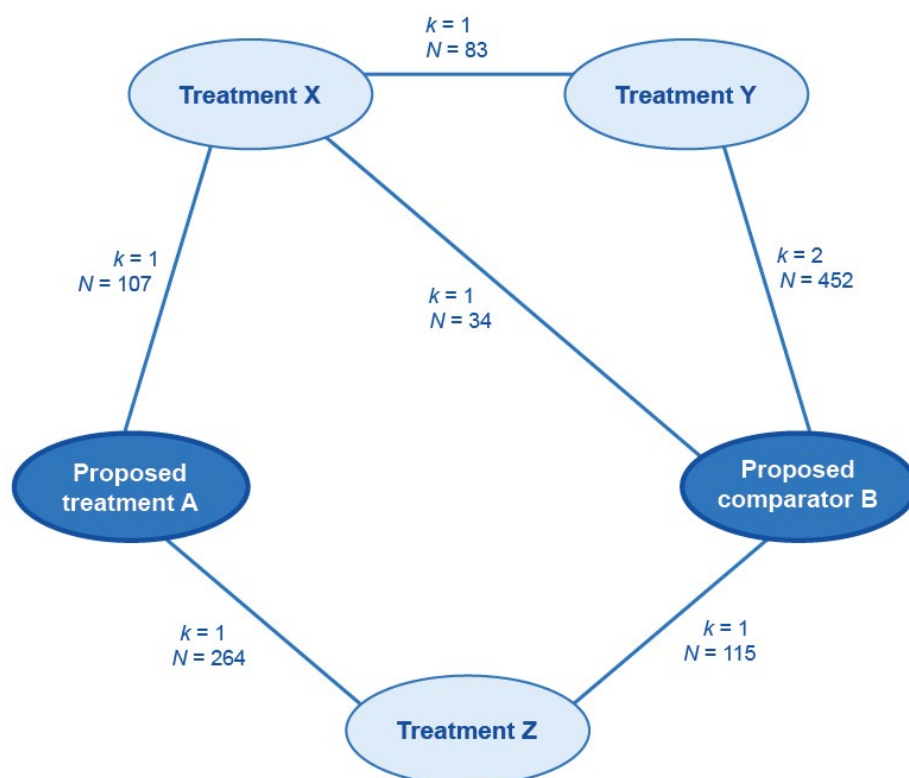 k = 1
N = 83
Treatment X
Treatment Y
k = 1
N = 107
k = 1
N = 34
k = 2
N = 452
Proposed
treatment A
Proposed
comparator B
k = 1
N = 264
k = 1
N = 115
Treatment Z